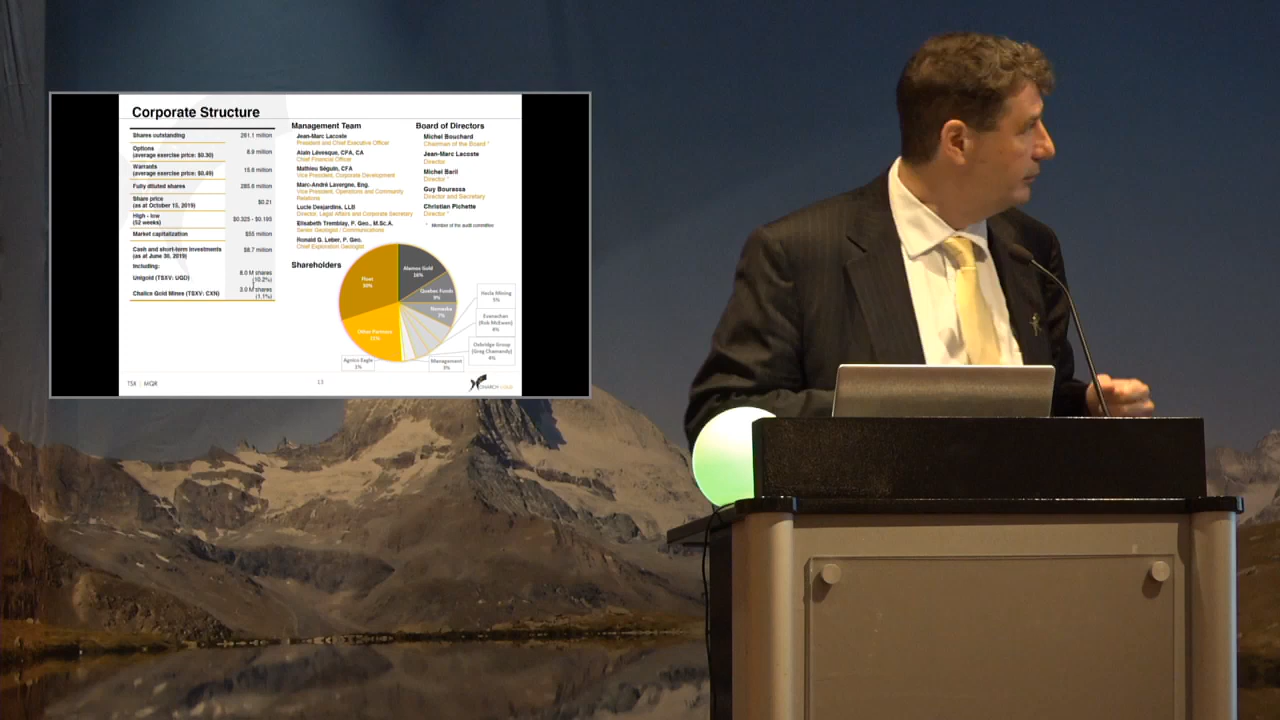 Corporate Structure
Shares outstanding 261.1 million
Options
(average exercise price: $0.30) 8.9 million
Warrants
(average exercise price: $0.49) 15.6 million
Fully diluted shares 285.6 million
Share price
(as at October 15, 2019) $0.21
High - low
(52 weeks) $0.325 - $0.195
Market capitalization $55 million
Cash and short-term investments
(as at June 30, 2019) $8.7 million
Including:
Unigold (TSXV: UGD) 8.0 M shares
(10.2%)
Chalice Gold Mines (TSXV: CXN) 3.0 M shares
(1.1%)
Management Team
Jean-Marc Lacoste
President and Chief Executive Officer
Alain Lévesque, CPA, CA
Chief Financial Officer
Mathieu Séguin, CFA
Vice President, Corporate Development
Marc-André Lavergne, Eng.
Vice President, Operations and Community
Relations
Lucie Desjardins, LLB
Director, Legal Affairs and Corporate Secretary
Elisabeth Tremblay, P. Geo., M.Sc.A.
Senior Geologist / Communications
Ronald G. Leber, P. Geo.
Chief Exploration Geologist
Board of Directors
Michel Bouchard
Chairman of the Board *
Jean-Marc Lacoste
Director
Michel Baril
Director *
Guy Bourassa
Director and Secretary
Christian Pichette
Director *
* Member of the audit committee
Shareholders
Float
30%
Alamos Gold
16%
Quebec Funds
9%
7%
Hecla Mining
5%
Evanachan
(Rob McEwen)
4%
Oxbridge Group
(Greg Chamandy)
4%
Management
3%
Agnico Eagle
1%
Other Partners
21%
TSX | MQR
13
MONARCH GOLD